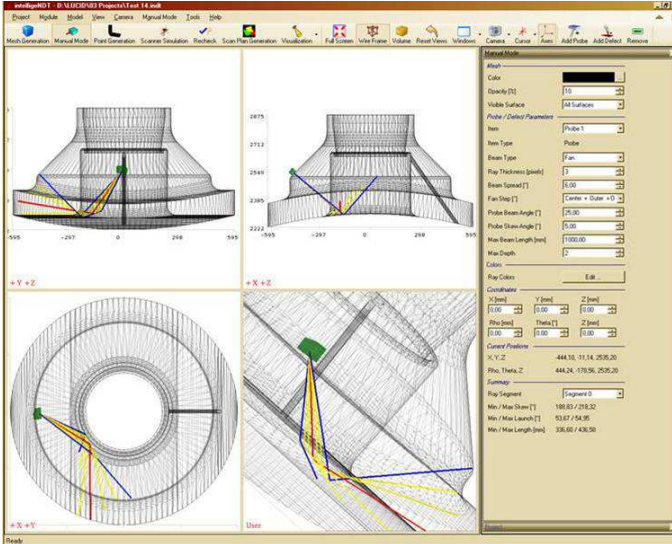 intelligeNDT - D:\LUCID\03 Projects\Test 14.indt
Project Module Model View Camera Manual Mode Tools Help
Mesh Generation Manual Mode Point Generation Scanner Simulation Recheck Scan Plan Generation Visualization Full Screen Wire Frame Volume Reset Views Windows Camera Cursor Axes Add Probe Add Defect Remove
Manual Mode
Mesh
Color
Opacity [%] 10
Visible Surface All Surfaces
Probe / Defect Parameters
Item Probe 1
Item Type Probe
Beam Type Fan
Ray Thickness [pixels] 3
Beam Spread [°] 6,00
Fan Step [°] Center + Outer +O
Probe Beam Angle [°] 25,00
Probe Skew Angle [°] 5,00
Max Beam Length [mm] 1000,00
Max Depth 2
Colors
Ray Colors Edit ...
Coordinates
X [mm] Y [mm] Z [mm]
0,00 0,00 0,00
Rho [mm] Theta [°] Z [mm]
0,00 0,00 0,00
Current Positions
X, Y, Z -444,10, -11,14, 2535,20
Rho, Theta, Z 444,24, -178,56, 2535,20
Summary
Ray Segment Segment 0
Min / Max Skew [°] 188,83 / 218,32
Min / Max Launch [°] 53,67 / 54,95
Min / Max Length [mm] 336,60 / 436,50
-595 0 595
+Y +Z
2875
2712
2549
2385
2222
-595 0 595
+X +Z
+X +Y
User
Ready